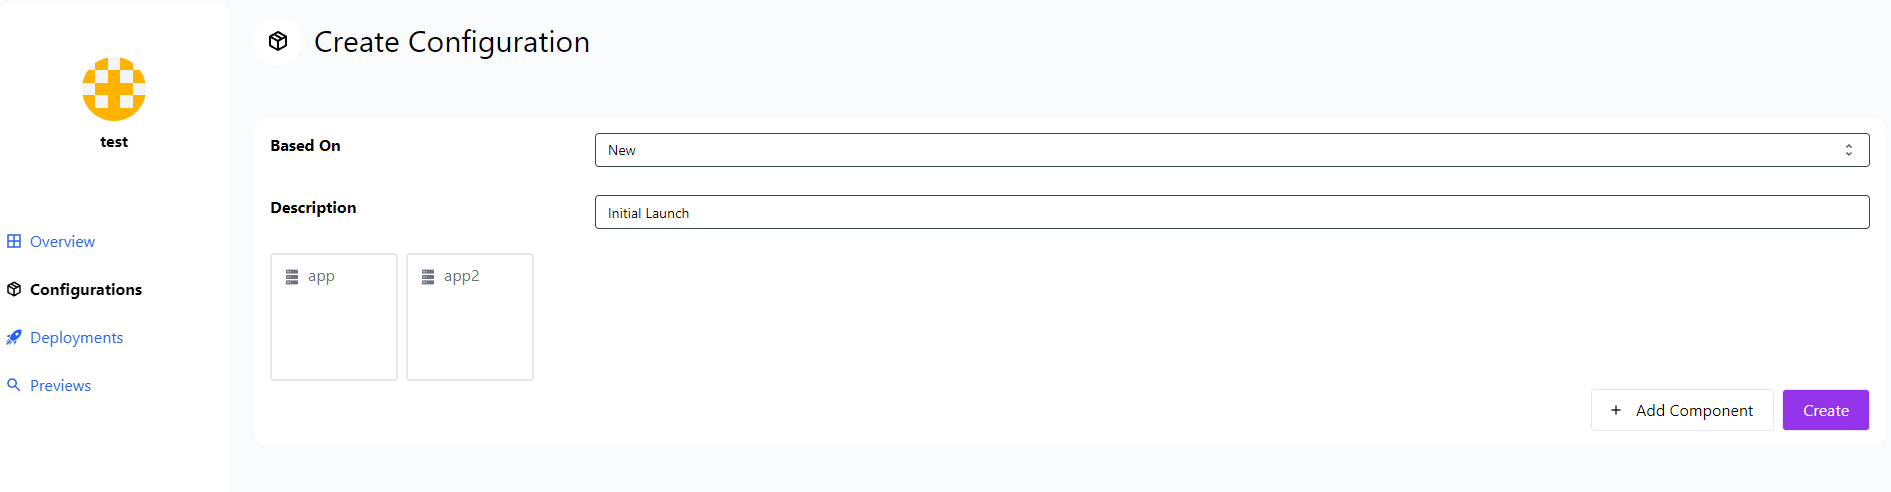 Create Configuration
test
Based On
New
Description
Initial Launch
Overview
app
app2
Configurations
Deployments
Previews
+ Add Component
Create